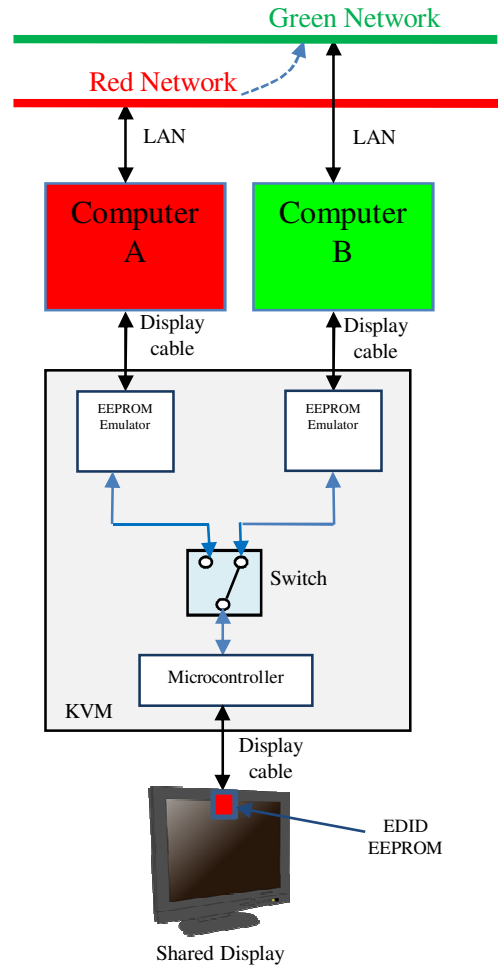 Green Network
Red Network
LAN
LAN
Computer
A
Computer
B
Display
cable
Display
cable
EEPROM
Emulator
EEPROM
Emulator
Switch
Microcontroller
KVM
Display
cable
EDID
EEPROM
Shared Display